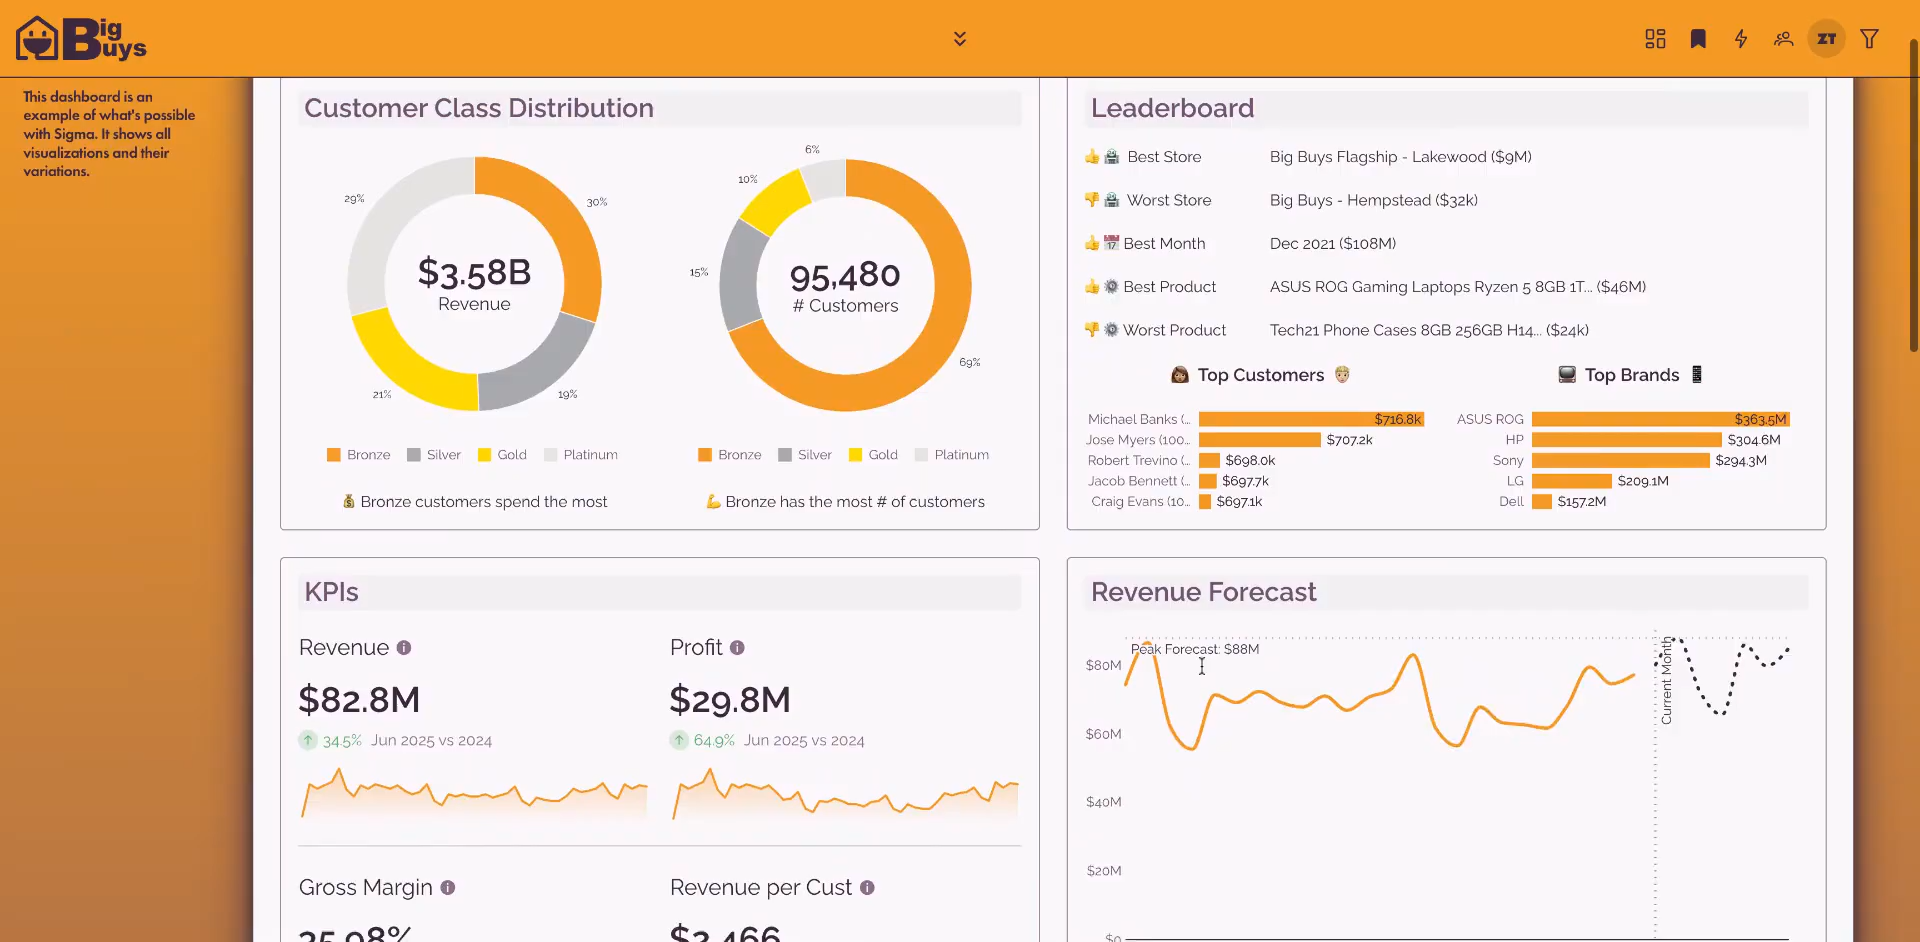 Big Buys
ZT
This dashboard is an
example of what's possible
with Sigma. It shows all
visualizations and their
variations.
Customer Class Distribution
29%
30%
$3.58B
Revenue
21%
19%
Bronze Silver Gold Platinum
💰 Bronze customers spend the most
6%
10%
15%
95,480
# Customers
69%
Bronze Silver Gold Platinum
💪 Bronze has the most # of customers
Leaderboard
Best Store Big Buys Flagship - Lakewood ($9M)
Worst Store Big Buys - Hempstead ($32k)
Best Month Dec 2021 ($108M)
Best Product ASUS ROG Gaming Laptops Ryzen 5 8GB 1T... ($46M)
Worst Product Tech21 Phone Cases 8GB 256GB H14... ($24k)
Top Customers
Michael Banks (... $716.8k
Jose Myers (100... $707.2k
Robert Trevino (... $698.0k
Jacob Bennett (... $697.7k
Craig Evans (10... $697.1k
Top Brands
ASUS ROG $363.5M
HP $304.6M
Sony $294.3M
LG $209.1M
Dell $157.2M
KPIs
Revenue
$82.8M
34.5% Jun 2025 vs 2024
Profit
$29.8M
64.9% Jun 2025 vs 2024
Gross Margin
35.98%
Revenue per Cust
$2,466
Revenue Forecast
Peak Forecast: $88M
$80M
$60M
$40M
$20M
$0
Current Month